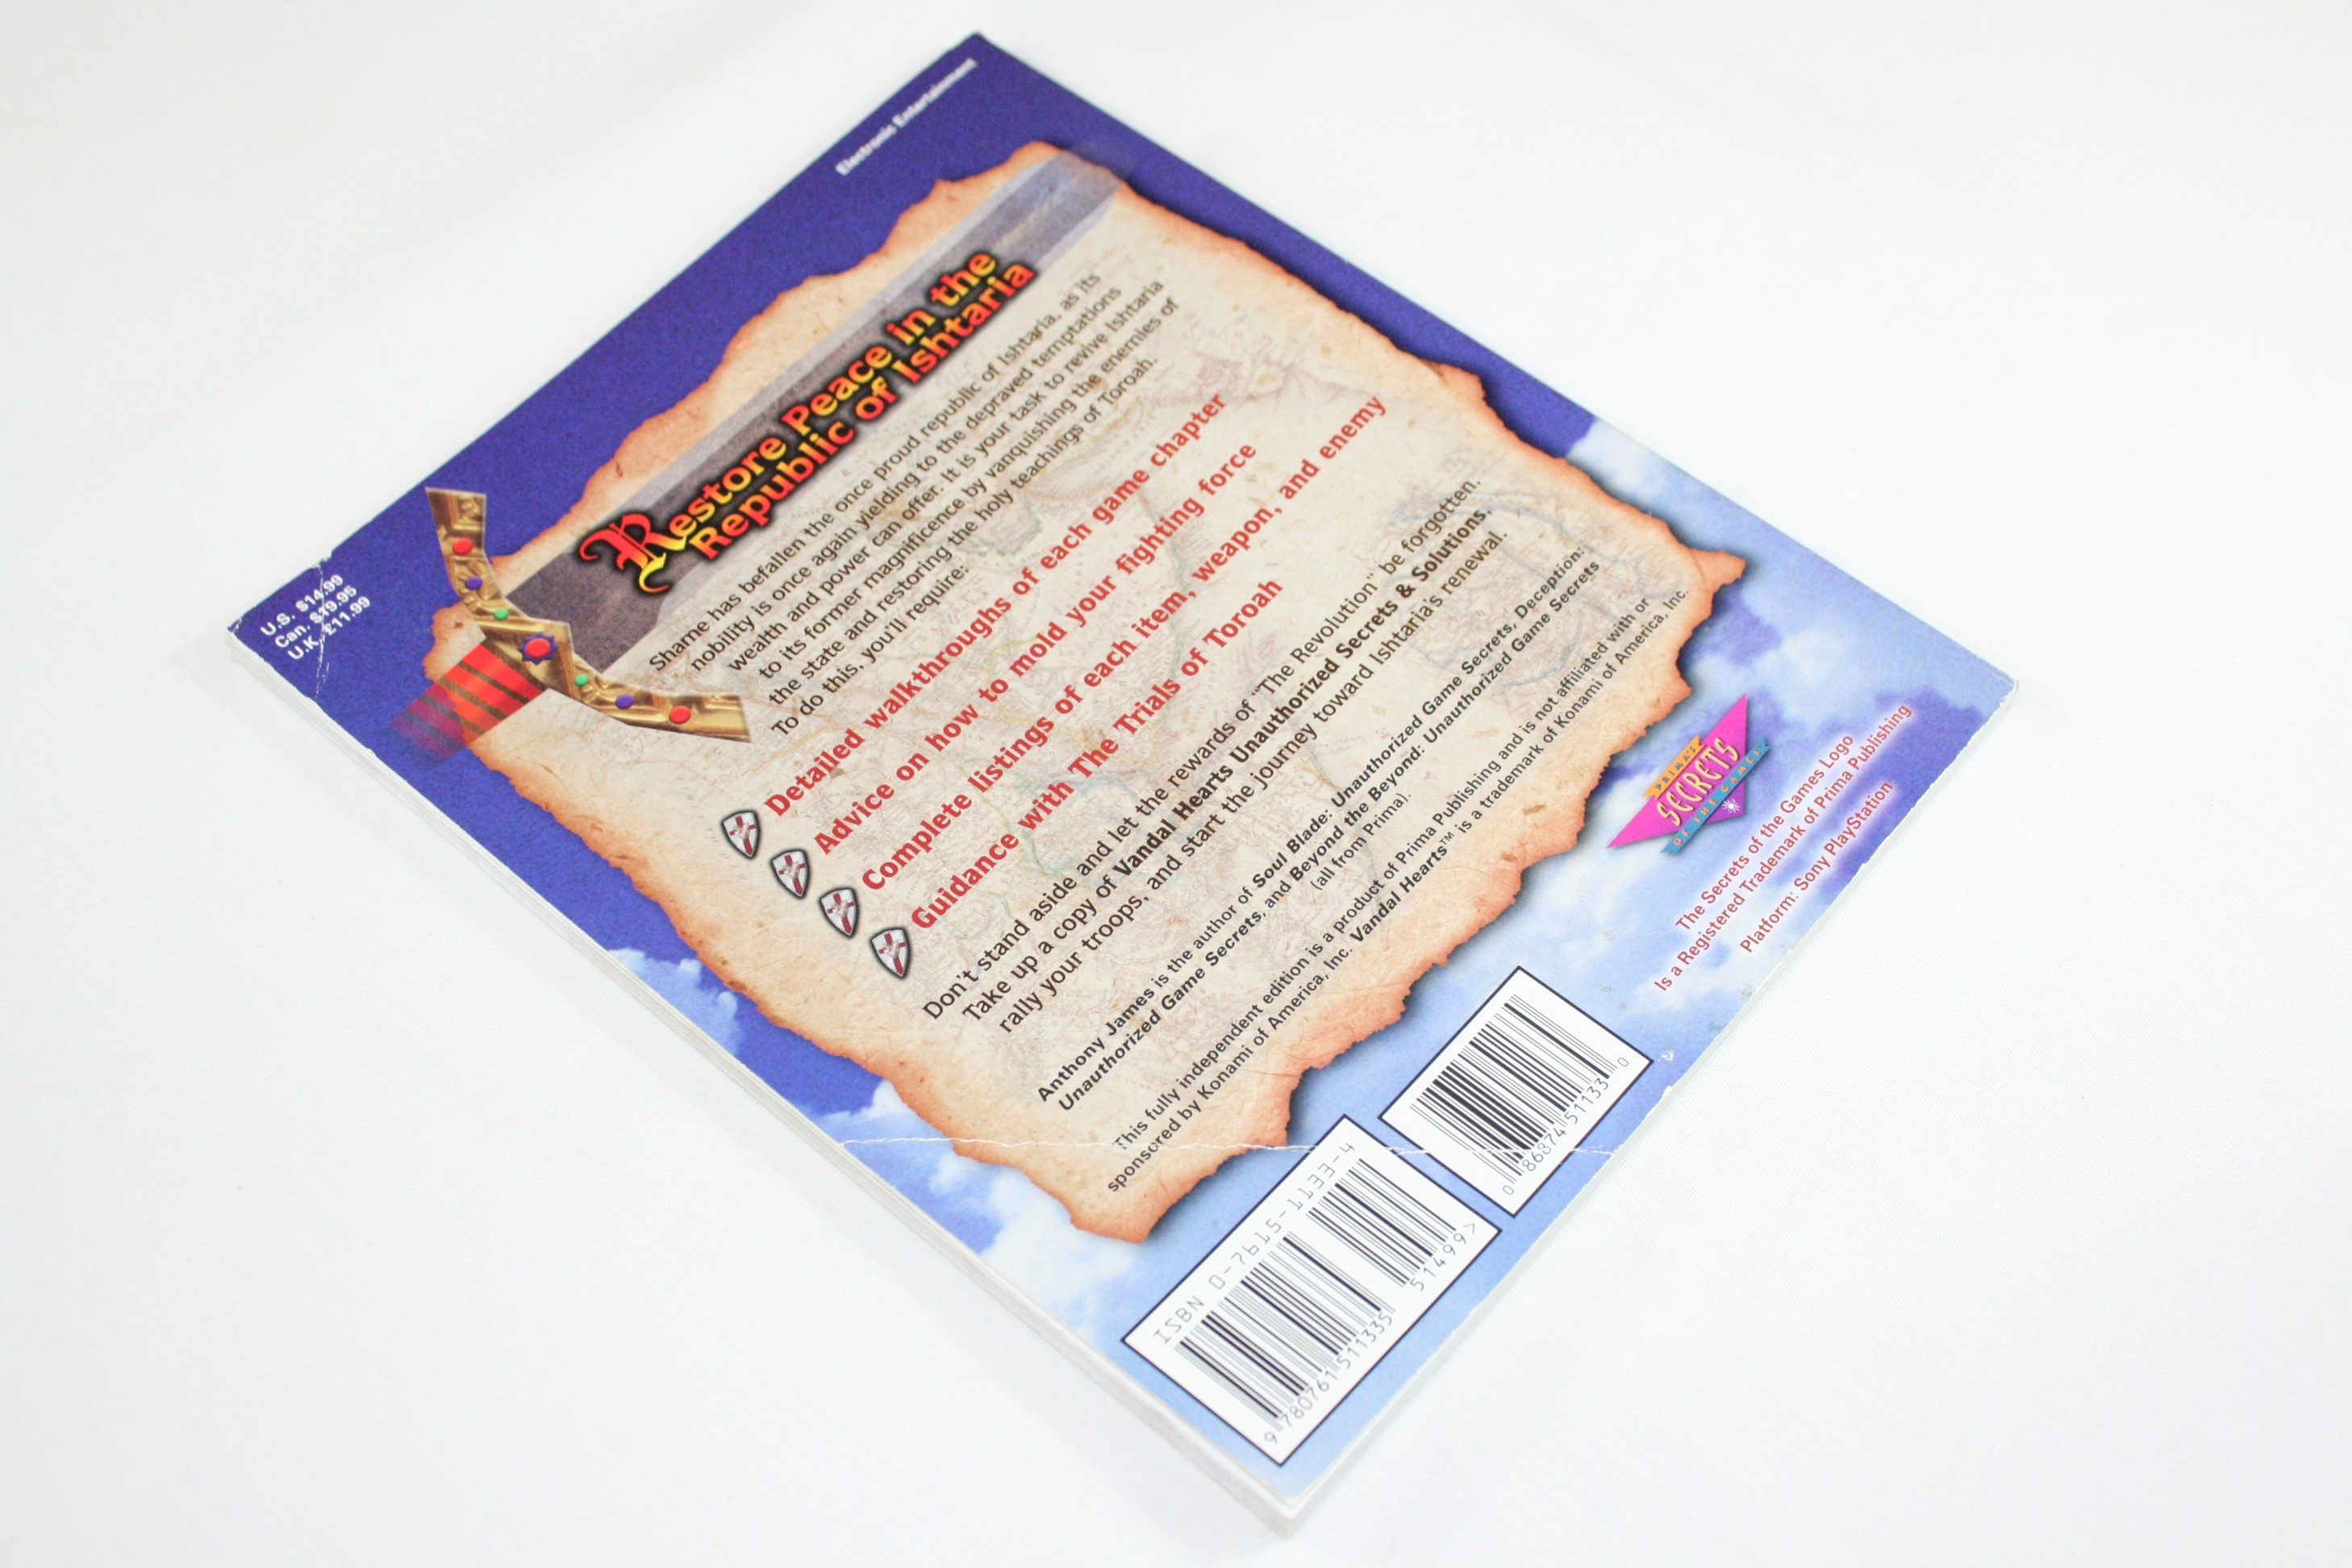 Electronic Entertainment
U.S. $14.99
Can. $19.95
U.K. £11.99
Restore Peace in the
Republic of Ishtaria
Shame has befallen the once proud republic of Ishtaria, as its
nobility is once again yielding to the depraved temptations
wealth and power can offer. It is your task to revive Ishtaria
to its former magnificence by vanquishing the enemies of
the state and restoring the holy teachings of Toroah.
To do this, you'll require:
Detailed walkthroughs of each game chapter
Advice on how to mold your fighting force
Complete listings of each item, weapon, and enemy
Guidance with The Trials of Toroah
Don't stand aside and let the rewards of "The Revolution" be forgotten.
Take up a copy of Vandal Hearts Unauthorized Secrets & Solutions,
rally your troops, and start the journey toward Ishtaria's renewal.
Anthony James is the author of Soul Blade: Unauthorized Game Secrets, Deception:
Unauthorized Game Secrets, and Beyond the Beyond: Unauthorized Game Secrets
(all from Prima).
This fully independent edition is a product of Prima Publishing and is not affiliated with or
sponsored by Konami of America, Inc. Vandal Hearts™ is a trademark of Konami of America, Inc.
PRIMA'S
SECRETS
OF THE GAMES
The Secrets of the Games Logo
Is a Registered Trademark of Prima Publishing
Platform: Sony PlayStation
0 86874 51133 0
ISBN 0-7615-1133-4
51499>
9 780761 511335